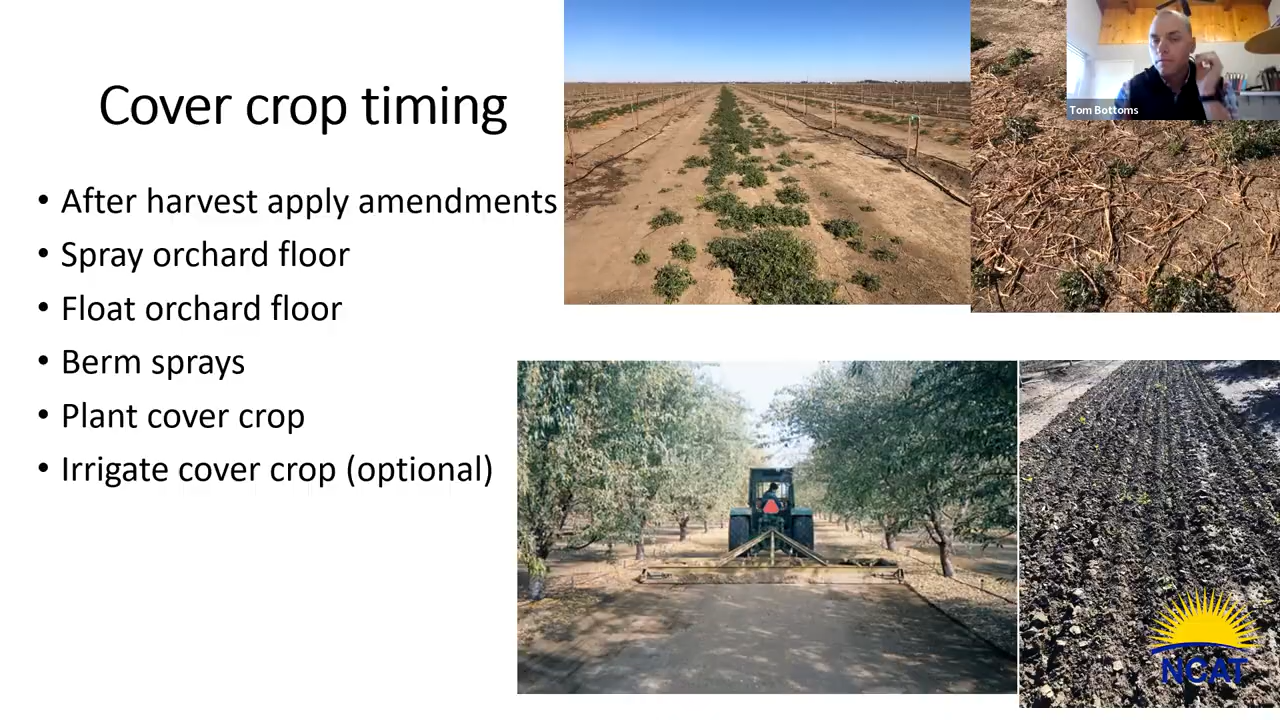 Cover crop timing
• After harvest apply amendments
• Spray orchard floor
• Float orchard floor
• Berm sprays
• Plant cover crop
• Irrigate cover crop (optional)
Tom Bottoms
NCAT